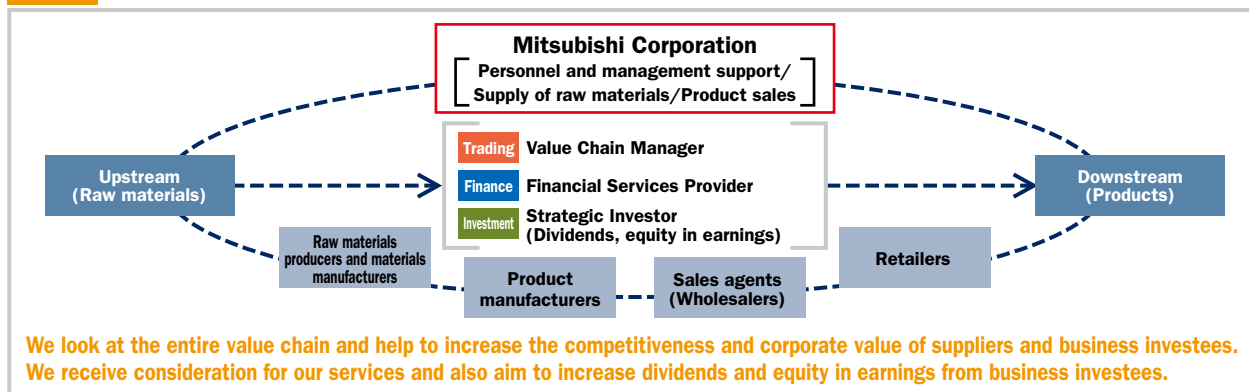 Mitsubishi Corporation
Personnel and management support/
Supply of raw materials/Product sales
Trading Value Chain Manager
Finance Financial Services Provider
Investment Strategic Investor
(Dividends, equity in earnings)
Upstream
(Raw materials)
Downstream
(Products)
Raw materials
producers and materials
manufacturers
Product
manufacturers
Sales agents
(Wholesalers)
Retailers
We look at the entire value chain and help to increase the competitiveness and corporate value of suppliers and business investees.
We receive consideration for our services and also aim to increase dividends and equity in earnings from business investees.